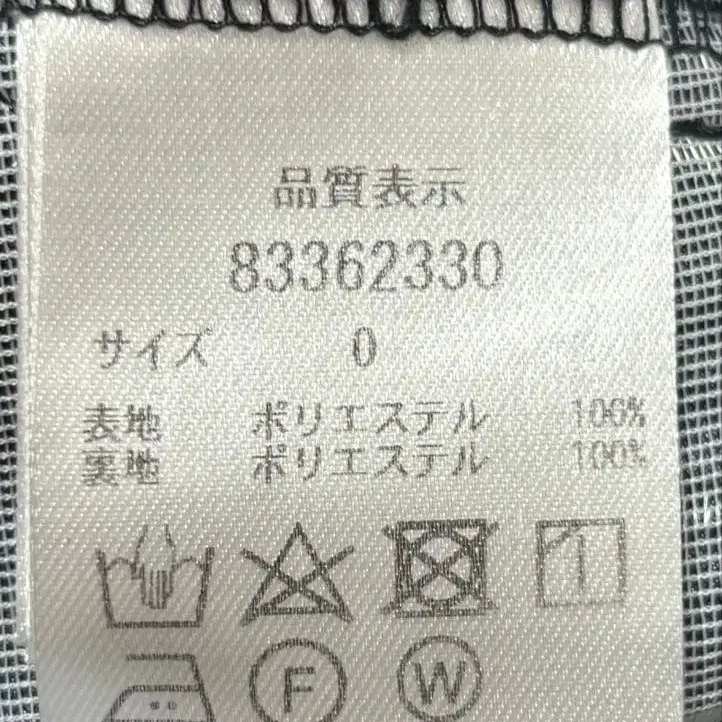 品質表示
83362330
サイズ 0
表地 ポリエステル 100%
裏地 ポリエステル 100%
F W